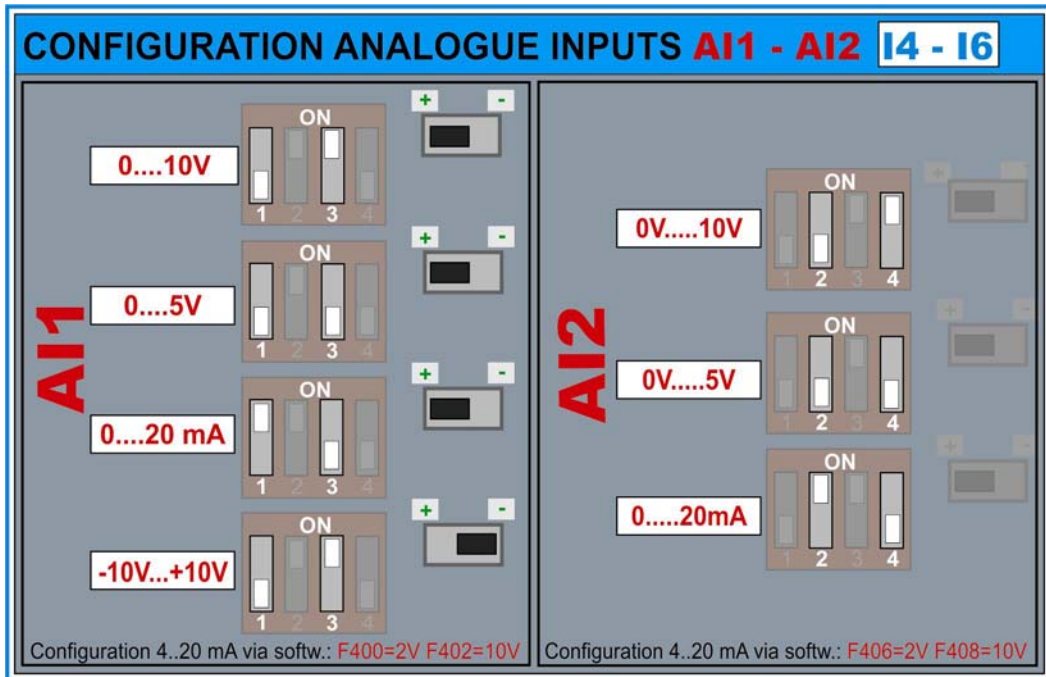 CONFIGURATION ANALOGUE INPUTS AI1 - AI2 I4 - I6
AI1
0....10V
ON
1 2 3 4
+ -
0....5V
ON
1 2 3 4
+ -
0....20 mA
ON
1 2 3 4
+ -
-10V...+10V
ON
1 2 3 4
+ -
Configuration 4..20 mA via softw.: F400=2V F402=10V
AI2
0V.....10V
ON
1 2 3 4
+ -
0V.....5V
ON
1 2 3 4
+ -
0.....20mA
ON
1 2 3 4
+ -
Configuration 4..20 mA via softw.: F406=2V F408=10V